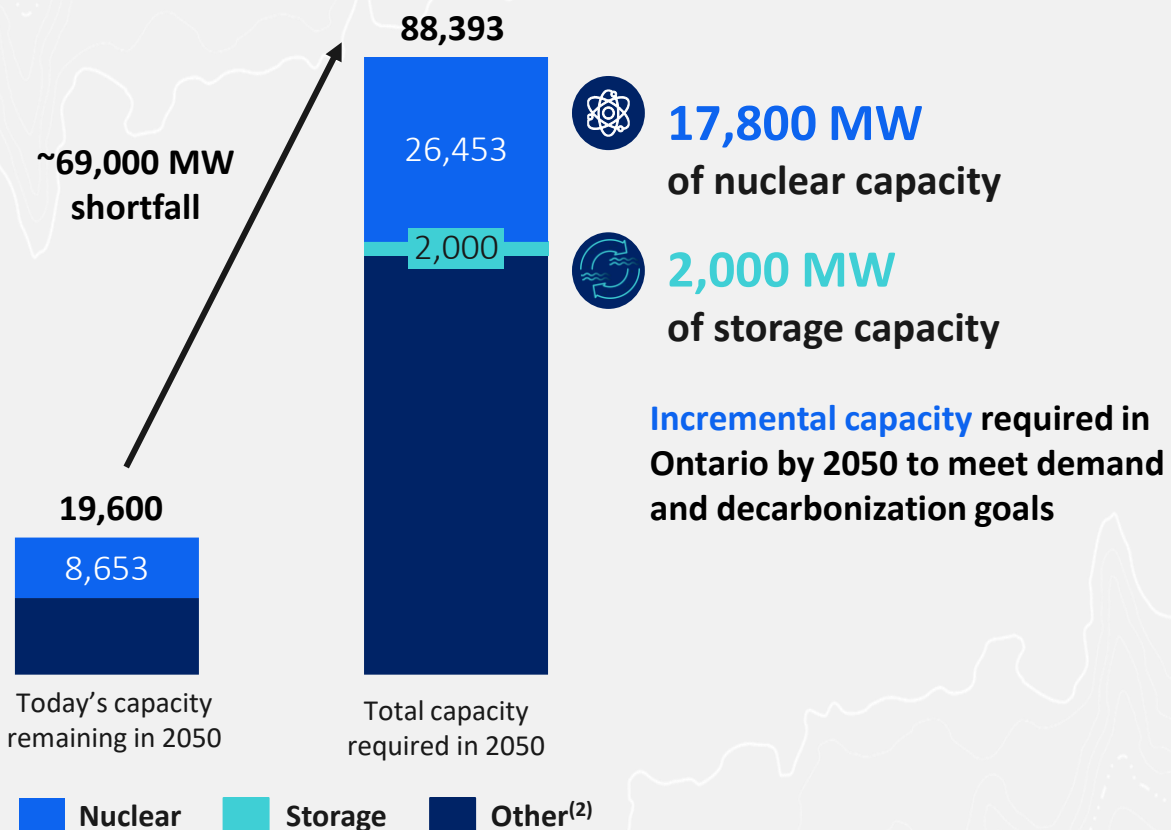 88,393
26,453
2,000
~69,000 MW
shortfall
19,600
8,653
17,800 MW
of nuclear capacity
2,000 MW
of storage capacity
Incremental capacity required in
Ontario by 2050 to meet demand
and decarbonization goals
Today's capacity
remaining in 2050
Total capacity
required in 2050
Nuclear
Storage
Other(2)